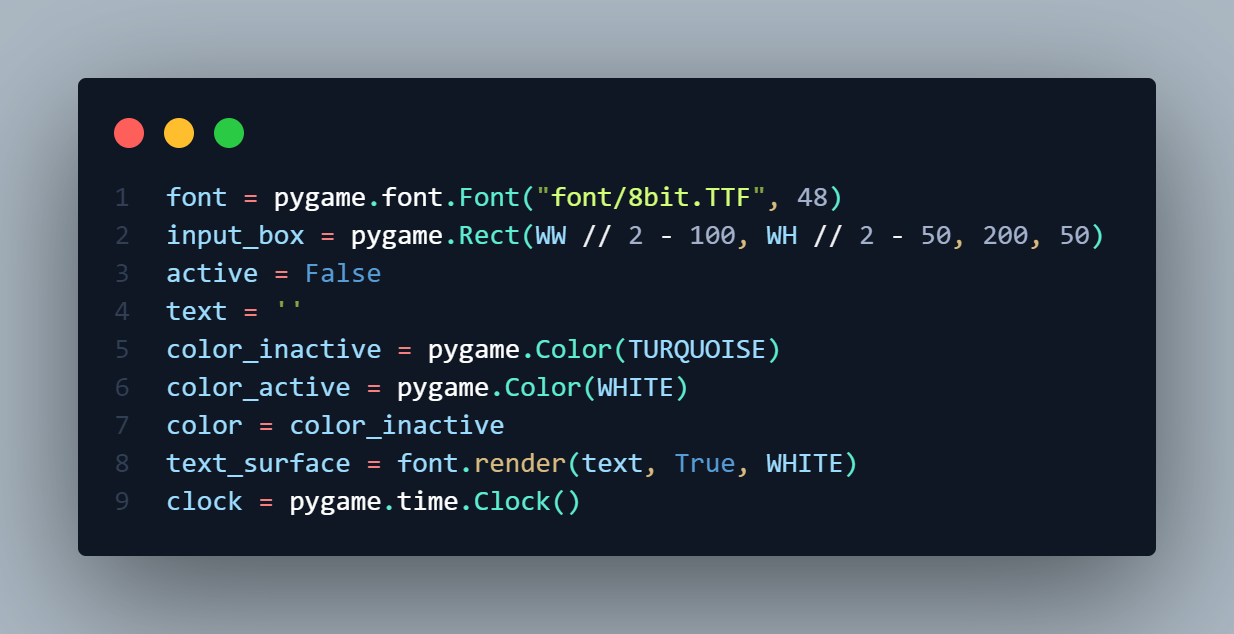 1 font = pygame.font.Font("font/8bit.TTF", 48)
2 input_box = pygame.Rect(WW // 2 - 100, WH // 2 - 50, 200, 50)
3 active = False
4 text = ''
5 color_inactive = pygame.Color(TURQUOISE)
6 color_active = pygame.Color(WHITE)
7 color = color_inactive
8 text_surface = font.render(text, True, WHITE)
9 clock = pygame.time.Clock()